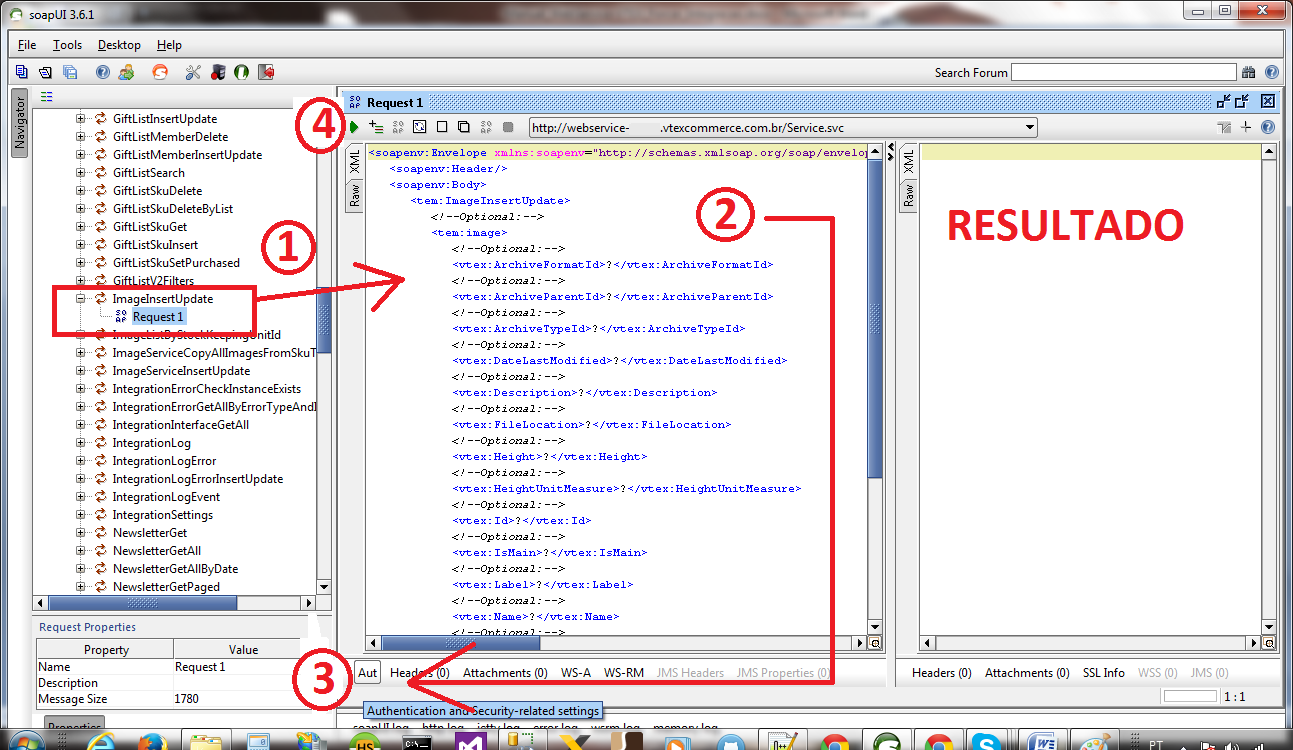 soapUI 3.6.1
File Tools Desktop Help
Search Forum
Navigator
GiftListInsertUpdate
GiftListMemberDelete
GiftListMemberInsertUpdate
GiftListSearch
GiftListSkuDelete
GiftListSkuDeleteByList
GiftListSkuGet
GiftListSkuInsert
GiftListSkuSetPurchased
GiftListV2Filters
ImageInsertUpdate
Request 1
ImageListByStockKeepingUnitId
ImageServiceCopyAllImagesFromSkuT
ImageServiceInsertUpdate
IntegrationErrorCheckInstanceExists
IntegrationErrorGetAllByErrorTypeAndI
IntegrationInterfaceGetAll
IntegrationLog
IntegrationLogError
IntegrationLogErrorInsertUpdate
IntegrationLogEvent
IntegrationSettings
NewsletterGet
NewsletterGetAll
NewsletterGetAllByDate
NewsletterGetPaged
1
Request Properties
Property Value
Name Request 1
Description
Message Size 1780
Properties
Request 1
4
http://webservice- .vtexcommerce.com.br/Service.svc
XML
Raw
<soapenv:Envelope xmlns:soapenv="http://schemas.xmlsoap.org/soap/envelop
<soapenv:Header/>
<soapenv:Body>
<tem:ImageInsertUpdate>
<!--Optional:-->
<tem:image>
<!--Optional:-->
<vtex:ArchiveFormatId>?</vtex:ArchiveFormatId>
<!--Optional:-->
<vtex:ArchiveParentId>?</vtex:ArchiveParentId>
<!--Optional:-->
<vtex:ArchiveTypeId>?</vtex:ArchiveTypeId>
<!--Optional:-->
<vtex:DateLastModified>?</vtex:DateLastModified>
<!--Optional:-->
<vtex:Description>?</vtex:Description>
<!--Optional:-->
<vtex:FileLocation>?</vtex:FileLocation>
<!--Optional:-->
<vtex:Height>?</vtex:Height>
<!--Optional:-->
<vtex:HeightUnitMeasure>?</vtex:HeightUnitMeasure>
<!--Optional:-->
<vtex:Id>?</vtex:Id>
<!--Optional:-->
<vtex:IsMain>?</vtex:IsMain>
<!--Optional:-->
<vtex:Label>?</vtex:Label>
<!--Optional:-->
<vtex:Name>?</vtex:Name>
<!--Optional:-->
2
3
Aut Headers (0) Attachments (0) WS-A WS-RM JMS Headers JMS Properties (0)
Authentication and Security-related settings
soapUI log http log jetty log error log wsrm log memory log
XML
Raw
RESULTADO
Headers (0) Attachments (0) SSL Info WSS (0) JMS (0)
1 : 1
PT